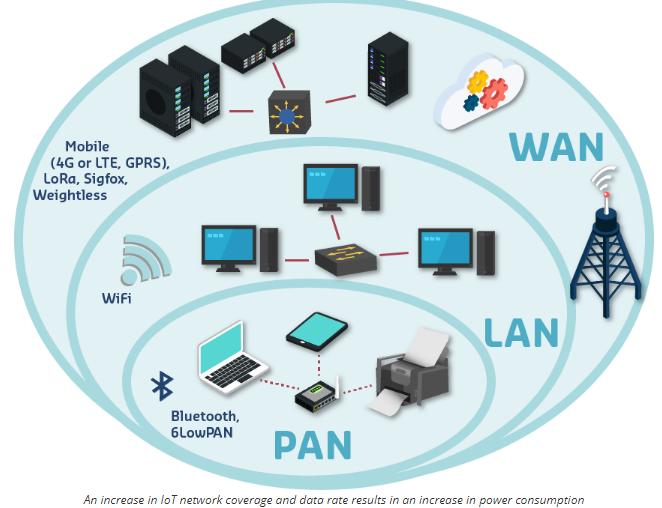 WAN
Mobile
(4G or LTE, GPRS),
LoRa, Sigfox,
Weightless
WiFi
LAN
Bluetooth,
6LowPAN
PAN
An increase in IoT network coverage and data rate results in an increase in power consumption